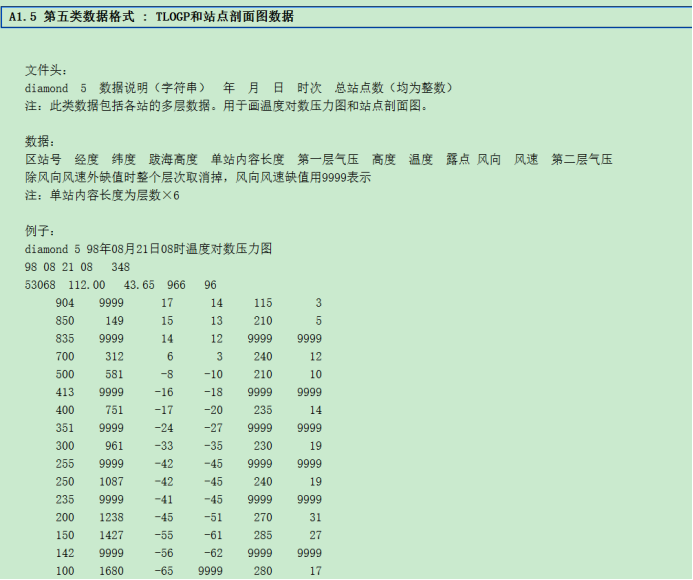 A1.5 第五类数据格式 : TLOGP和站点剖面图数据
文件头:
diamond 5 数据说明(字符串) 年 月 日 时次 总站点数(均为整数)
注: 此类数据包括各站的多层数据。用于画温度对数压力图和站点剖面图。
数据:
区站号 经度 纬度 跋海高度 单站内容长度 第一层气压 高度 温度 露点 风向 风速 第二层气压
除风向风速外缺值时整个层次取消掉, 风向风速缺值用9999表示
注: 单站内容长度为层数×6
例子:
diamond 5 98年08月21日08时温度对数压力图
98 08 21 08 348
53068 112.00 43.65 966 96
904 9999 17 14 115 3
850 149 15 13 210 5
835 9999 14 12 9999 9999
700 312 6 3 240 12
500 581 -8 -10 210 10
413 9999 -16 -18 9999 9999
400 751 -17 -20 235 14
351 9999 -24 -27 9999 9999
300 961 -33 -35 230 19
255 9999 -42 -45 9999 9999
250 1087 -42 -45 240 19
235 9999 -41 -45 9999 9999
200 1238 -45 -51 270 31
150 1427 -55 -61 285 27
142 9999 -56 -62 9999 9999
100 1680 -65 9999 280 17